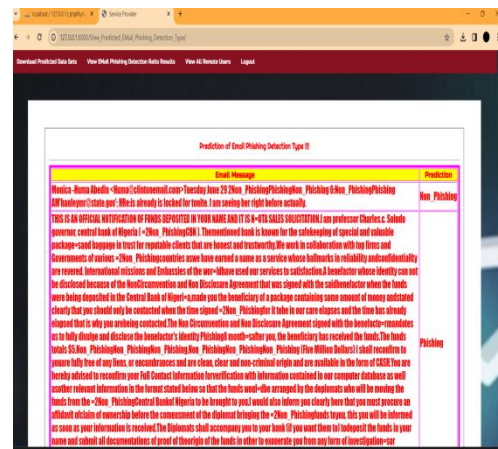 localhost / 127.0.0.1 | phpMyA
Service Provider
127.0.0.1:8000/View_Predicted_EMail_Phishing_Detection_Type/
Download Predicted Data Sets View EMail Phishing Detection Ratio Results View All Remote Users Logout
Prediction of Email Phishing Detection Type !!!
Email Message Prediction
Monica -Huma Abedin <Huma@clintonemail.com>Tuesday June 29 2Non_PhishingPhishingNon_Phishing 6:Non_PhishingPhishing
AM'hanleymr@state.gov': HRe:is already is locked for tonite. I am seeing her right before actually.
Non_Phishing
THIS IS AN OFFICIAL NOTIFICATION OF FUNDS DEPOSITED IN YOUR NAME AND IT IS N=OTA SALES SOLICITATION.I am professor Charles.c. Soludo
governor, central bank of Nigeria ( =2Non_PhishingCBN ). Thementioned bank is known for the safekeeping of special and valuable
package=sand baggage in trust for reputable clients that are honest and trustworthy.We work in collaboration with top firms and
Governments of various =2Non_Phishingcountries aswe have earned a name as a service whose hallmarks in reliability andconfidentiality
are revered. International missions and Embassies of the wor=ldhave used our services to satisfaction.A benefactor whose identity can not
be disclosed because of the NonCircumvention and Non Disclosure Agreement that was signed with the saidbenefactor when the funds
were being deposited in the Central Bank of Nigeri=a,made you the beneficiary of a package containing some amount of money andstated
clearly that you should only be contacted when the time signed =2Non_Phishingfor it tobe in our care elapses and the time has already
elapsed that is why you arebeing contacted.The Non Circumvention and Non Disclosure Agreement signed with the benefacto=rmandates
us to fully divulge and disclose the benefactor's identity Phishing6 month=safter you, the beneficiary has received the funds.The funds
totals $5.Non_PhishingNon_PhishingNon_Phishing,Non_PhishingNon_PhishingNon_Phishing (Five Million Dollars) I shall reconfirm to
youare fully free of any liens, or encumbrances and are clean, clear and non-criminal origin and are available in the form of CASH.You are
hereby advised to reconfirm your Full Contact Information forverification with information contained in our computer database as well
asother relevant information in the format stated below so that the funds woul=dbe arranged by the deplomats who will be moving the
funds from the =2Non_PhishingCentral Bankof Nigeria to be brought to you.I would also inform you clearly here that you must procure an
affidavit ofclaim of ownership before the comensment of the diplomat bringing the =2Non_Phishingfunds toyou, this you will be informed
as soon as your information is received.The Diplomats shall accompany you to your bank (if you want them to) todeposit the funds in your
name and submit all documentations of proof of theorigin of the funds in other to exonerate you from any form of investigation=sor
Phishing